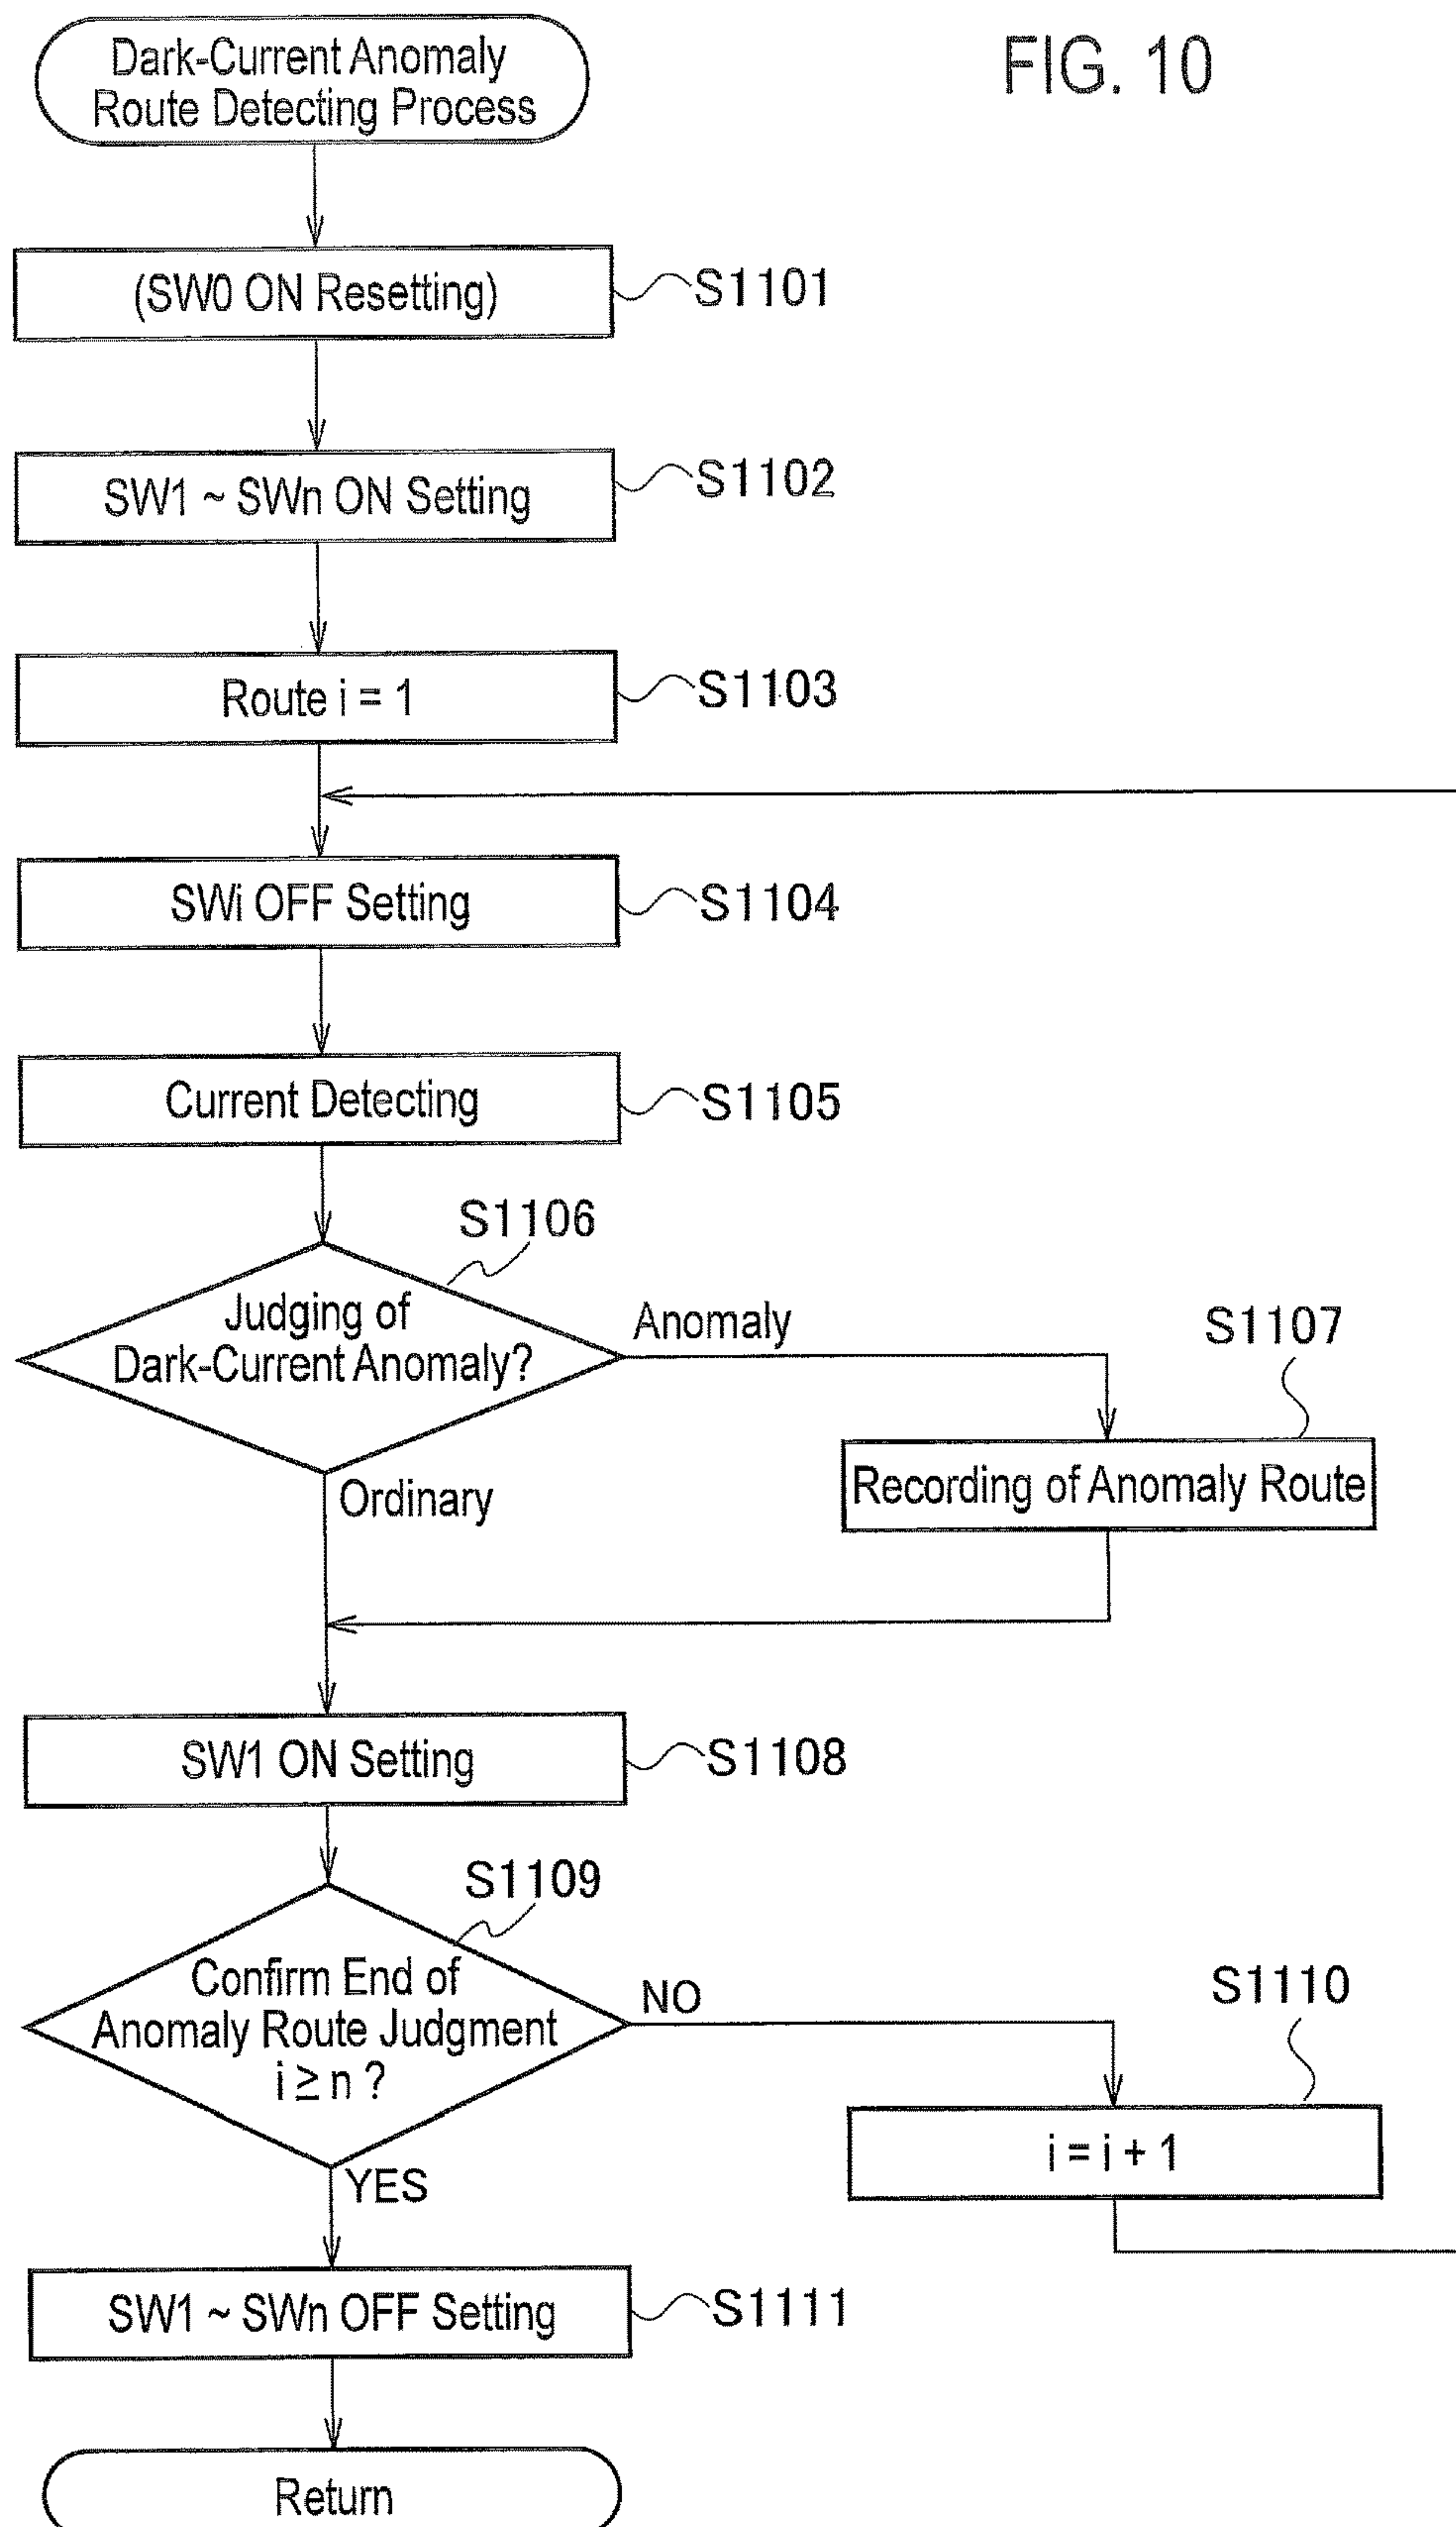 FIG. 10
Dark-Current Anomaly
Route Detecting Process
(SW0 ON Resetting)
S1101
SW1 ~ SWn ON Setting
S1102
Route i = 1
S1103
SWi OFF Setting
S1104
Current Detecting
S1105
S1106
Judging of
Dark-Current Anomaly?
Anomaly
S1107
Recording of Anomaly Route
Ordinary
SW1 ON Setting
S1108
S1109
Confirm End of
Anomaly Route Judgment
i ≥ n ?
NO
S1110
i = i + 1
YES
SW1 ~ SWn OFF Setting
S1111
Return